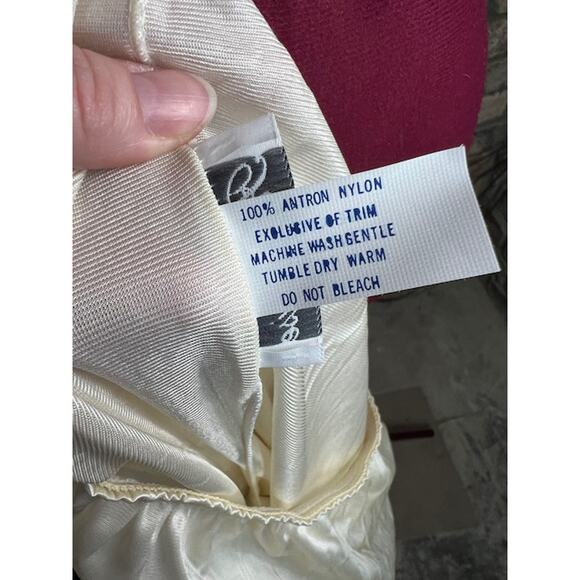 100% ANTRON NYLON
EXCLUSIVE OF TRIM
MACHINE WASH GENTLE
TUMBLE DRY WARM
DO NOT BLEACH